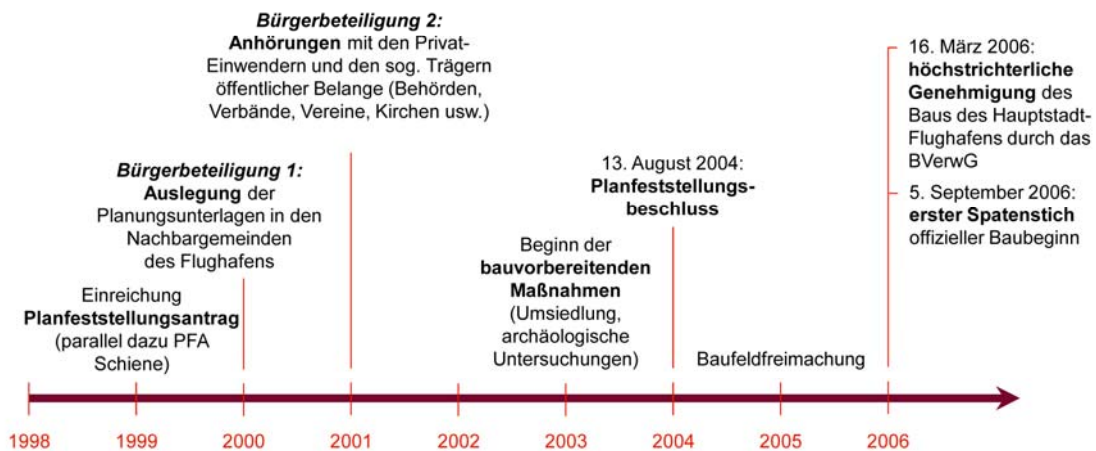 Bürgerbeteiligung 2:
Anhörungen mit den Privat-
Einwendern und den sog. Trägern
öffentlicher Belange (Behörden,
Verbände, Vereine, Kirchen usw.)
16. März 2006:
höchstrichterliche
Genehmigung des
Baus des Hauptstadt-
Flughafens durch das
BVerwG
Bürgerbeteiligung 1:
Auslegung der
Planungsunterlagen in den
Nachbargemeinden
des Flughafens
13. August 2004:
Planfeststellungs-
beschluss
5. September 2006:
erster Spatenstich
offizieller Baubeginn
Einreichung
Planfeststellungsantrag
(parallel dazu PFA
Schiene)
Beginn der
bauvorbereitenden
Maßnahmen
(Umsiedlung,
archäologische
Untersuchungen)
Baufeldfreimachung
1998 1999 2000 2001 2002 2003 2004 2005 2006